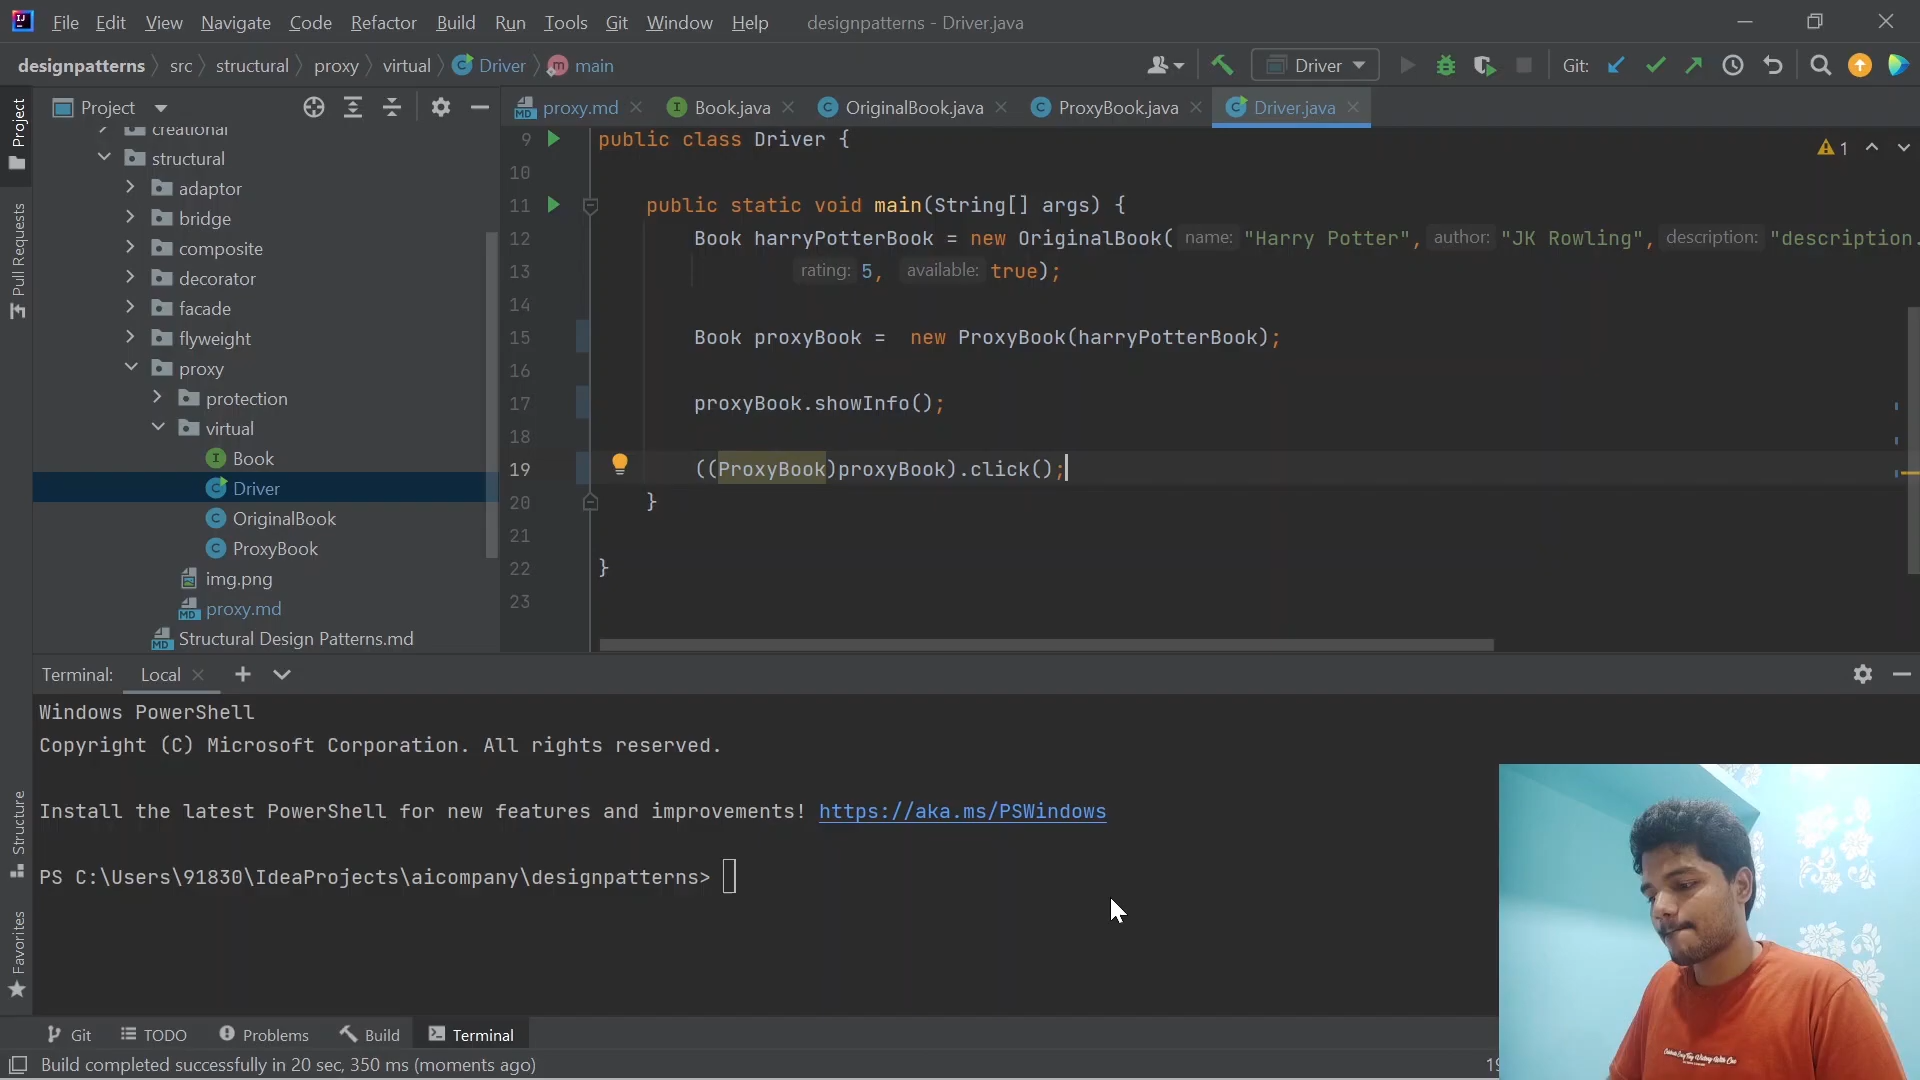 File Edit View Navigate Code Refactor Build Run Tools Git Window Help designpatterns - Driver.java
designpatterns src structural proxy virtual Driver main Driver Git:
Project
Pull Requests
Structure
Favorites
Project
creational
structural
adaptor
bridge
composite
decorator
facade
flyweight
proxy
protection
virtual
Book
Driver
OriginalBook
ProxyBook
img.png
proxy.md
Structural Design Patterns.md
proxy.md Book.java OriginalBook.java ProxyBook.java Driver.java
1
9 public class Driver {
10
11 public static void main(String[] args) {
12 Book harryPotterBook = new OriginalBook( name: "Harry Potter", author: "JK Rowling", description: "description.
13 rating: 5, available: true);
14
15 Book proxyBook = new ProxyBook(harryPotterBook);
16
17 proxyBook.showInfo();
18
19 ((ProxyBook)proxyBook).click();
20 }
21
22 }
23
Terminal: Local
Windows PowerShell
Copyright (C) Microsoft Corporation. All rights reserved.
Install the latest PowerShell for new features and improvements! https://aka.ms/PSWindows
PS C:\Users\91830\IdeaProjects\aicompany\designpatterns>
Git TODO Problems Build Terminal
Build completed successfully in 20 sec, 350 ms (moments ago)